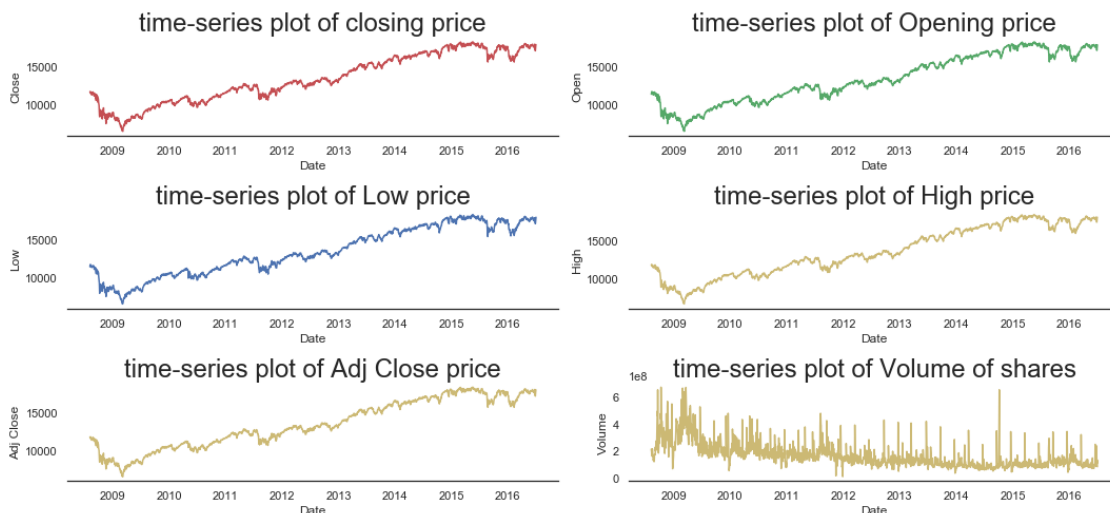 time-series plot of closing price
15000
10000
Close
2009 2010 2011 2012 2013 2014 2015 2016
Date
time-series plot of Opening price
15000
10000
Open
2009 2010 2011 2012 2013 2014 2015 2016
Date
time-series plot of Low price
15000
10000
Low
2009 2010 2011 2012 2013 2014 2015 2016
Date
time-series plot of High price
15000
10000
High
2009 2010 2011 2012 2013 2014 2015 2016
Date
time-series plot of Adj Close price
15000
10000
Adj Close
2009 2010 2011 2012 2013 2014 2015 2016
Date
time-series plot of Volume of shares
1e8
6
4
2
0
Volume
2009 2010 2011 2012 2013 2014 2015 2016
Date